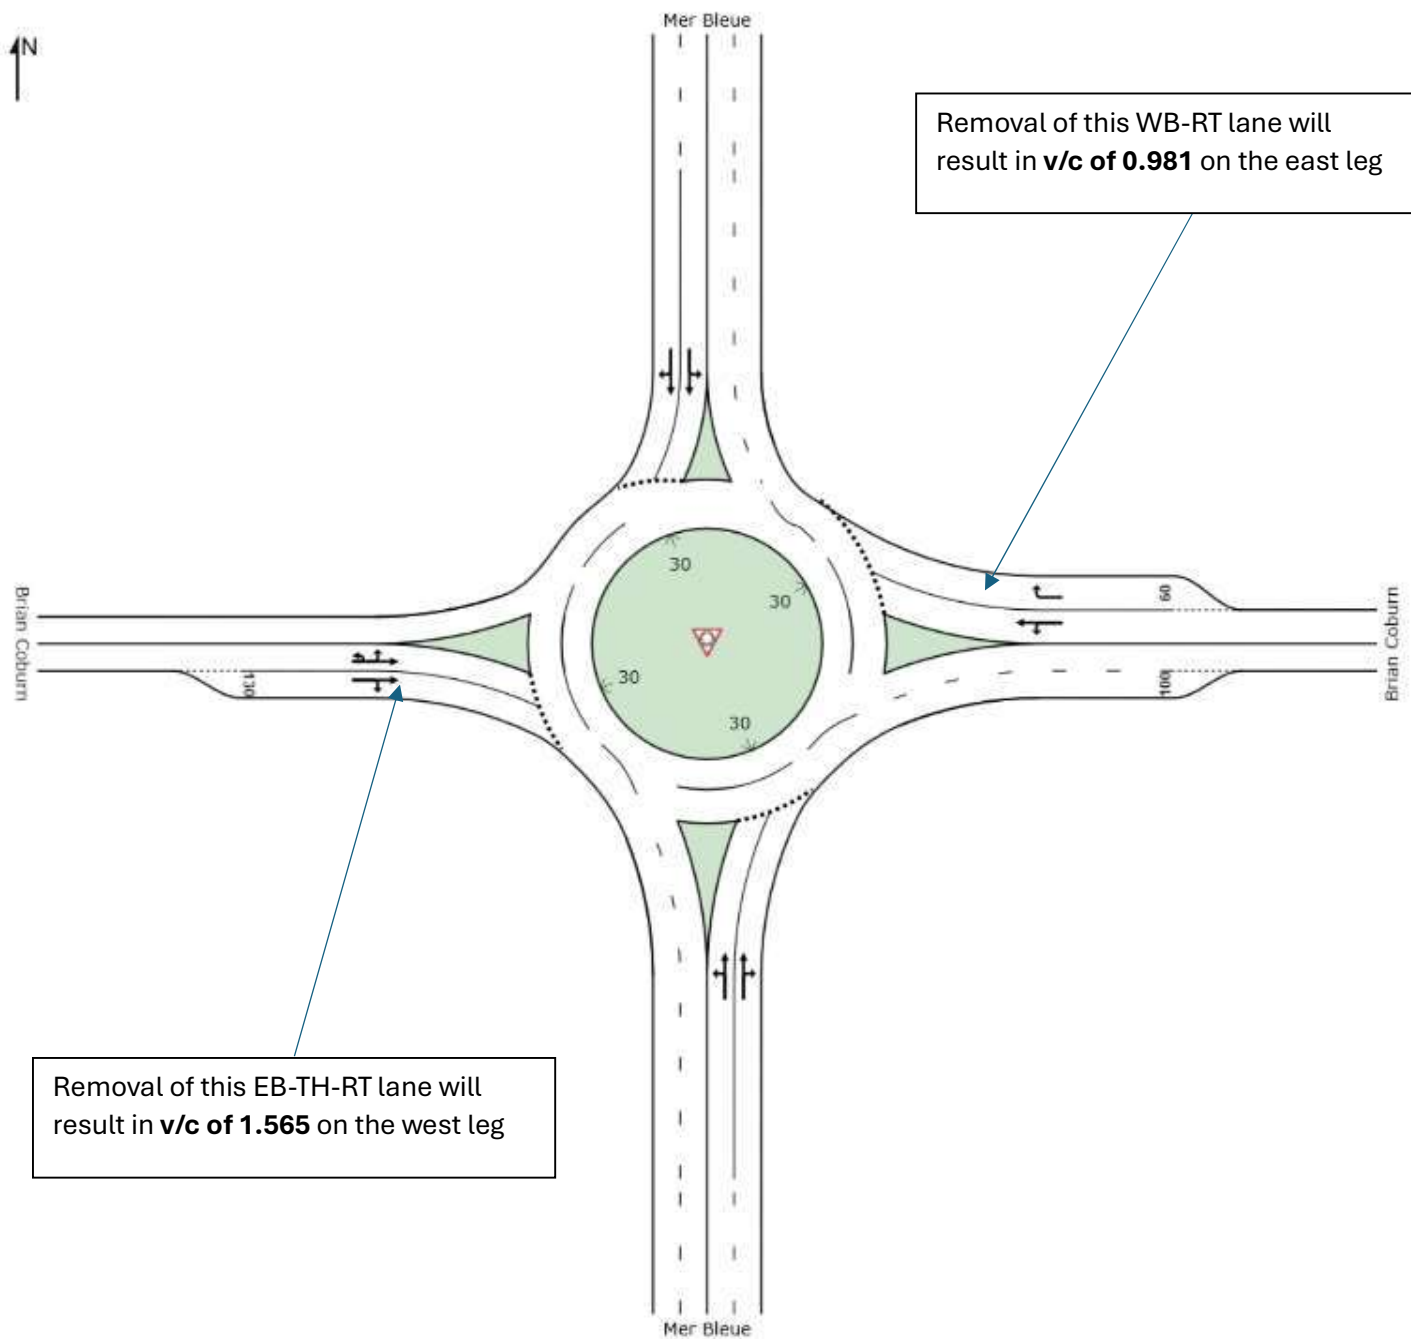 Mer Bleue
N
Removal of this WB-RT lane will
result in v/c of 0.981 on the east leg
30
30
60
Brian Coburn
Brian Coburn
30
130
100
30
Removal of this EB-TH-RT lane will
result in v/c of 1.565 on the west leg
Mer Bleue